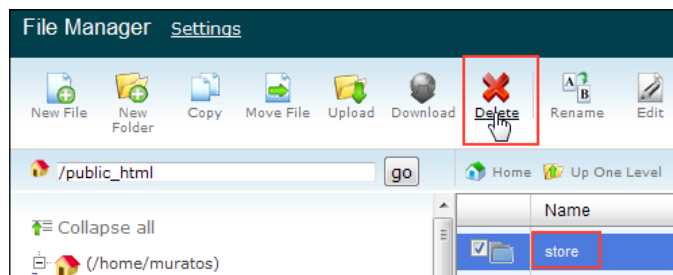 File Manager Settings
New File New Folder Copy Move File Upload Download Delete Rename Edit
/public_html go Home Up One Level
Name
Collapse all
store
(/home/muratos)